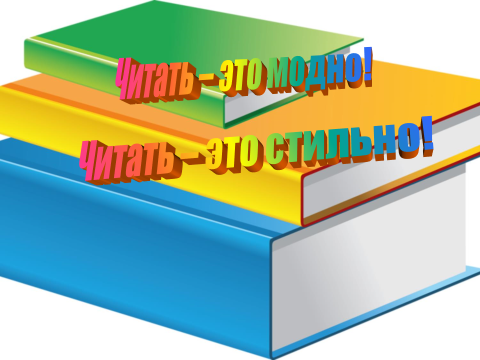 Читать – это модно!
Читать – это стильно!